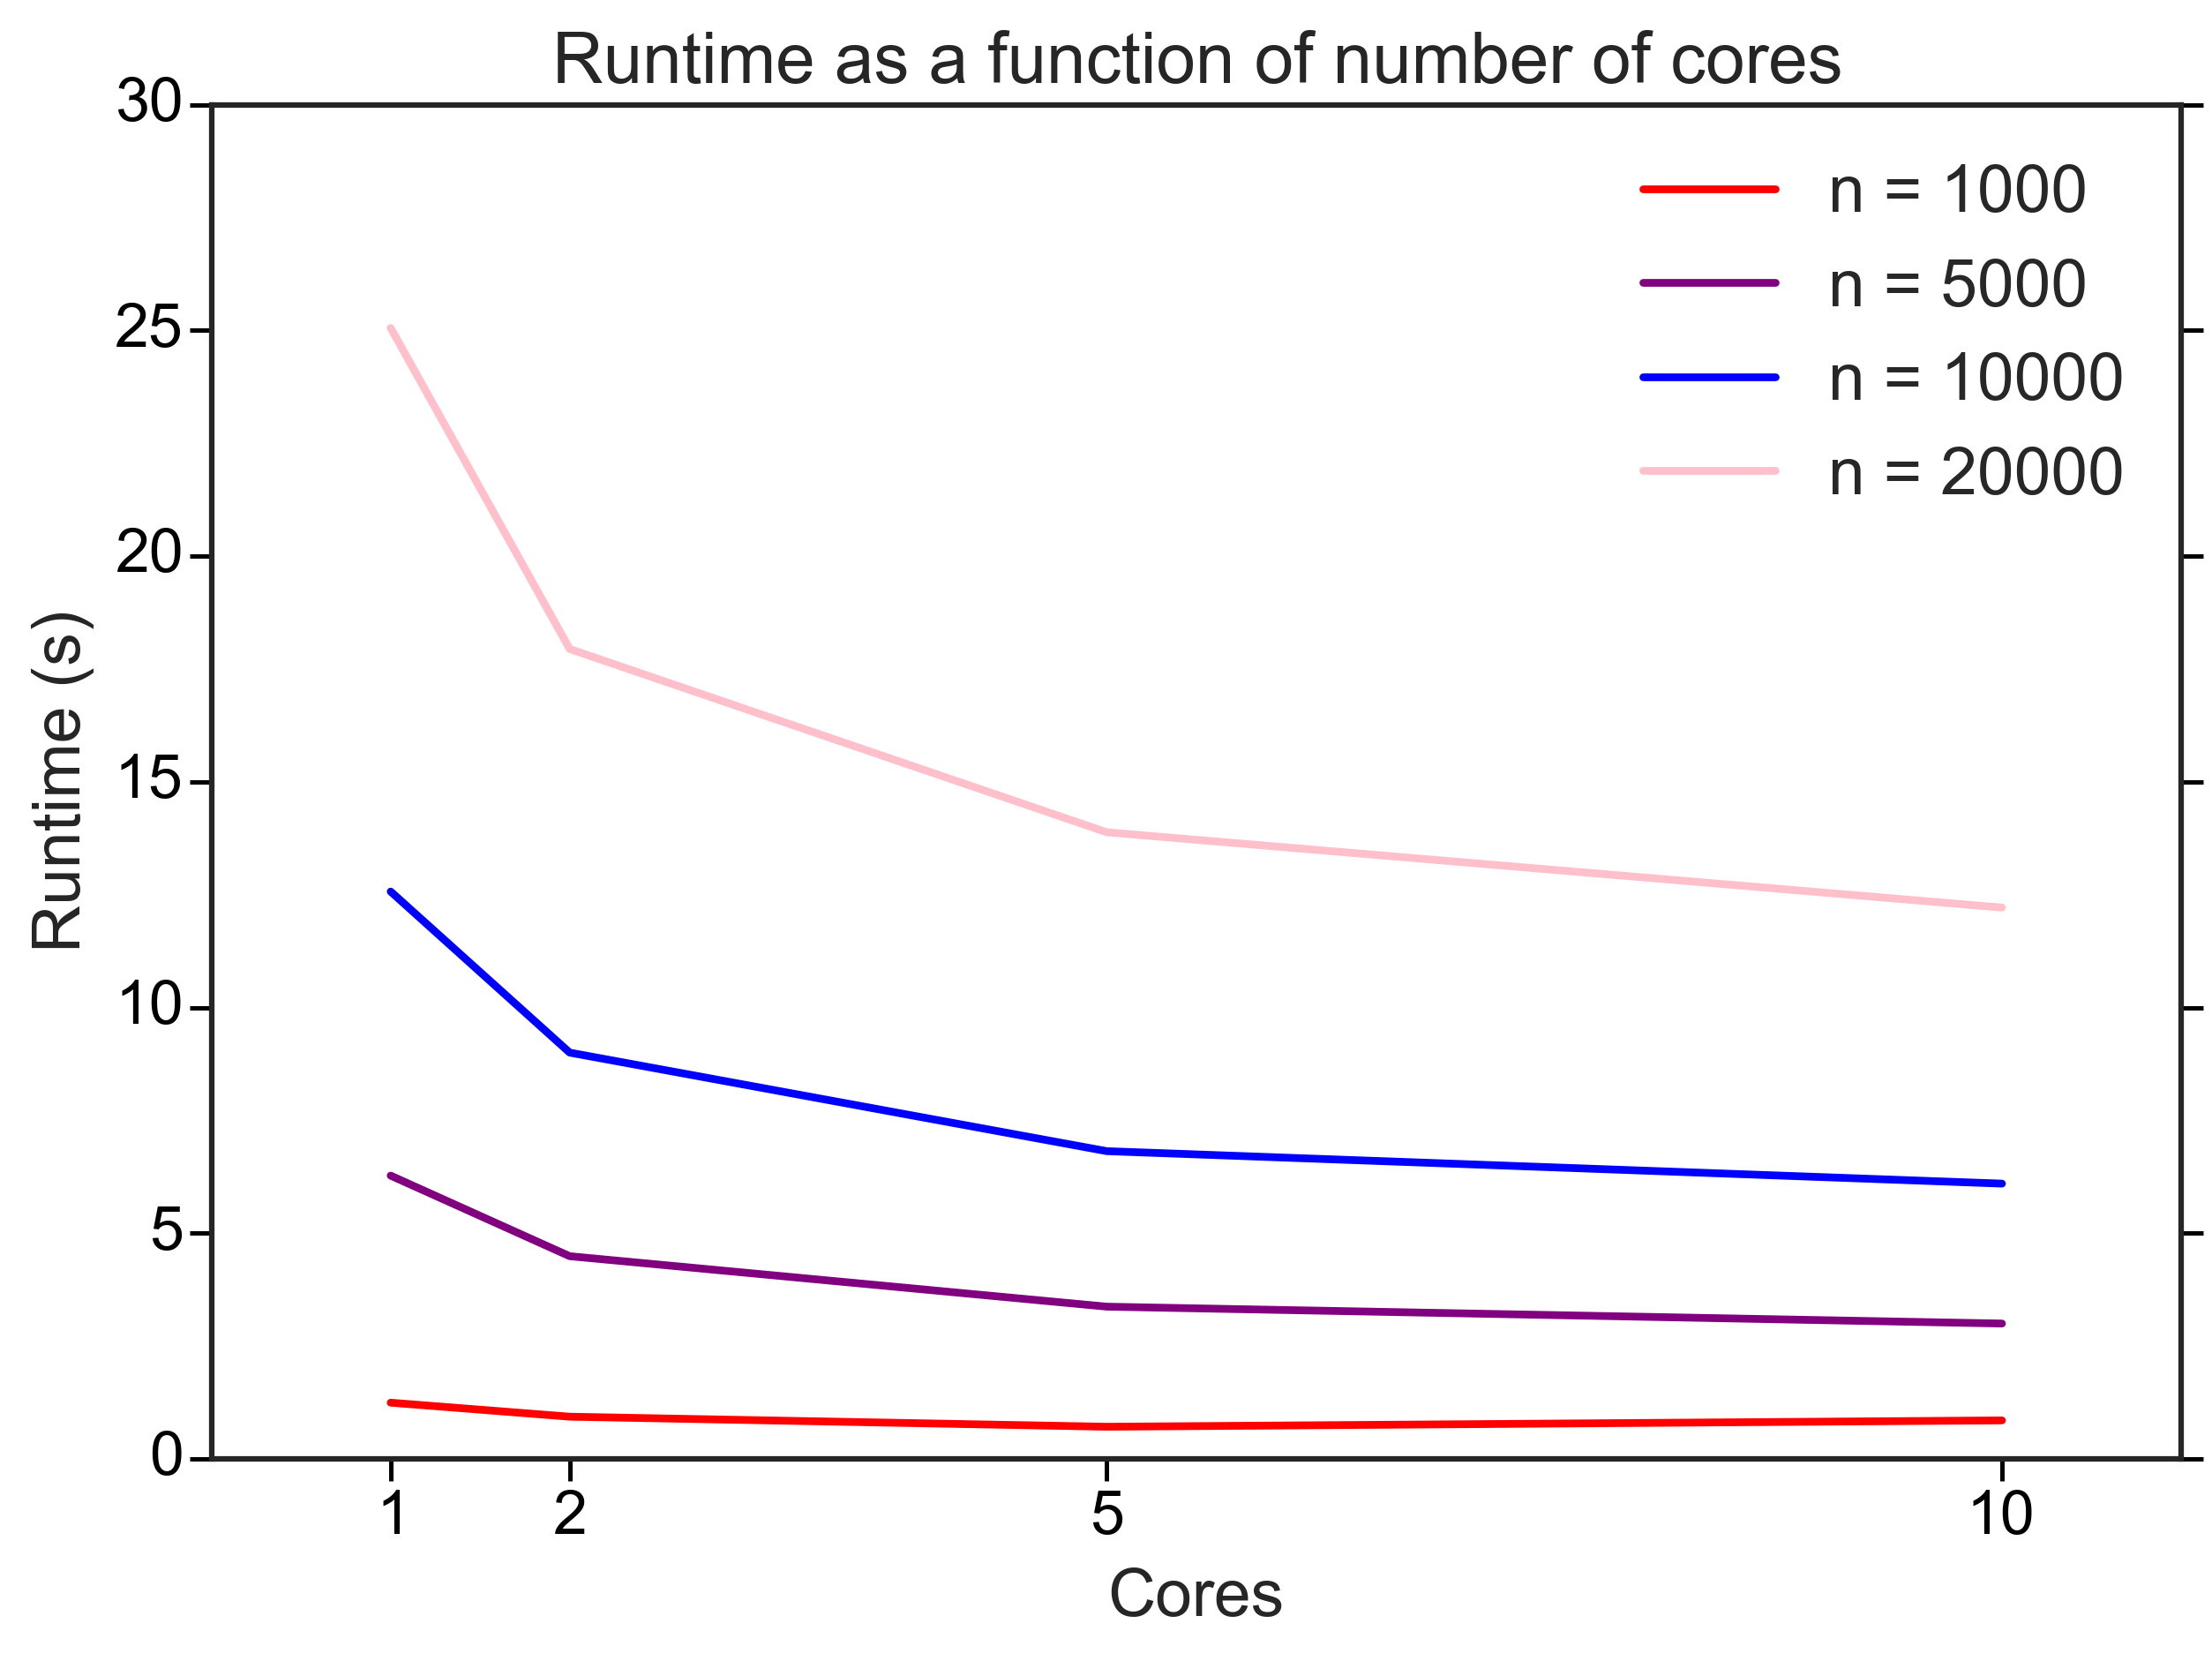 Runtime as a function of number of cores
30
25
20
15
10
5
0
Runtime (s)
n = 1000
n = 5000
n = 10000
n = 20000
1 2 5 10
Cores